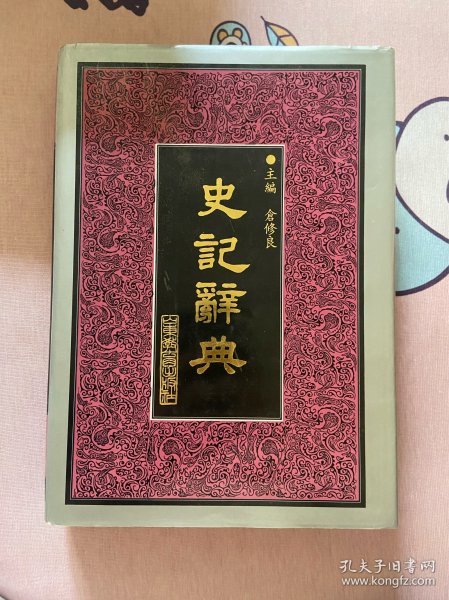 史記辭典
●主編 倉修良
山東教育出版社
孔夫子旧书网
www.kongfz.com